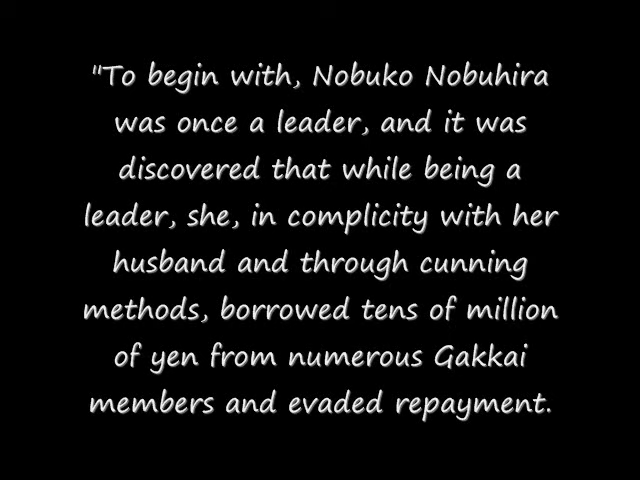 "To begin with, Nobuko Nobuhira
was once a leader, and it was
discovered that while being a
leader, she, in complicity with her
husband and through cunning
methods, borrowed tens of million
of yen from numerous Gakkai
members and evaded repayment.